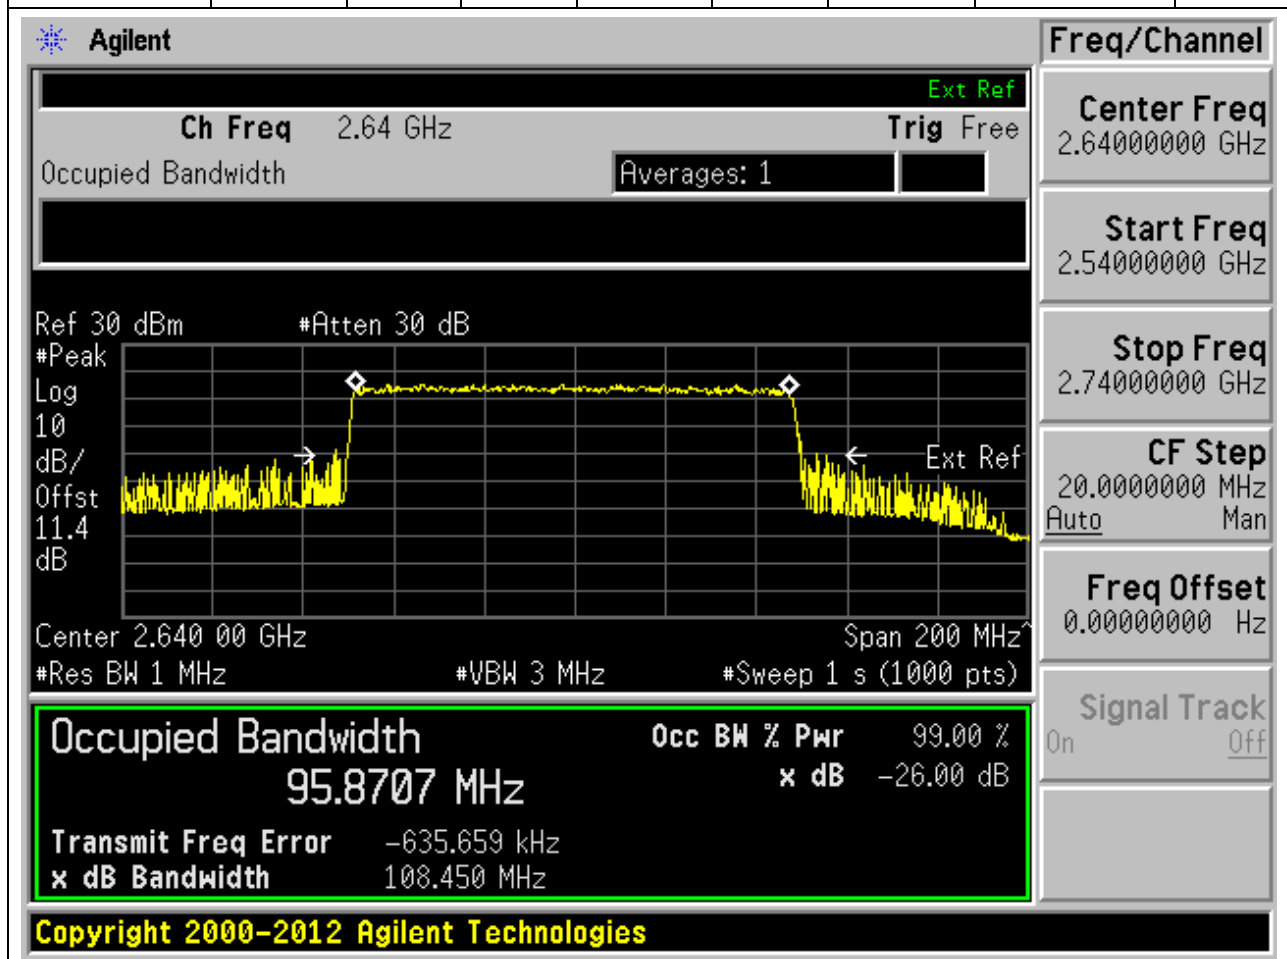 Agilent
Freq/Channel
Ext Ref
Ch Freq 2.64 GHz Trig Free
Occupied Bandwidth Averages: 1
Center Freq
2.64000000 GHz
Start Freq
2.54000000 GHz
Stop Freq
2.74000000 GHz
CF Step
20.0000000 MHz
Auto Man
Freq Offset
0.00000000 Hz
Signal Track
On Off
Ref 30 dBm #Atten 30 dB
#Peak
Log
10
dB/
Offst
11.4
dB
Ext Ref
Center 2.640 00 GHz Span 200 MHz^
#Res BW 1 MHz #VBW 3 MHz #Sweep 1 s (1000 pts)
Occupied Bandwidth Occ BW % Pwr 99.00 %
95.8707 MHz x dB -26.00 dB
Transmit Freq Error -635.659 kHz
x dB Bandwidth 108.450 MHz
Copyright 2000-2012 Agilent Technologies